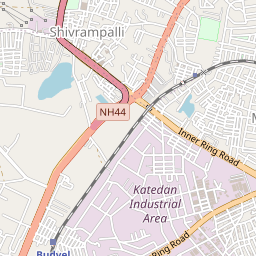 Shivrampalli
NH44
Inner Ring Road
Katedan
Industrial
Area
Ring Road
Budvel